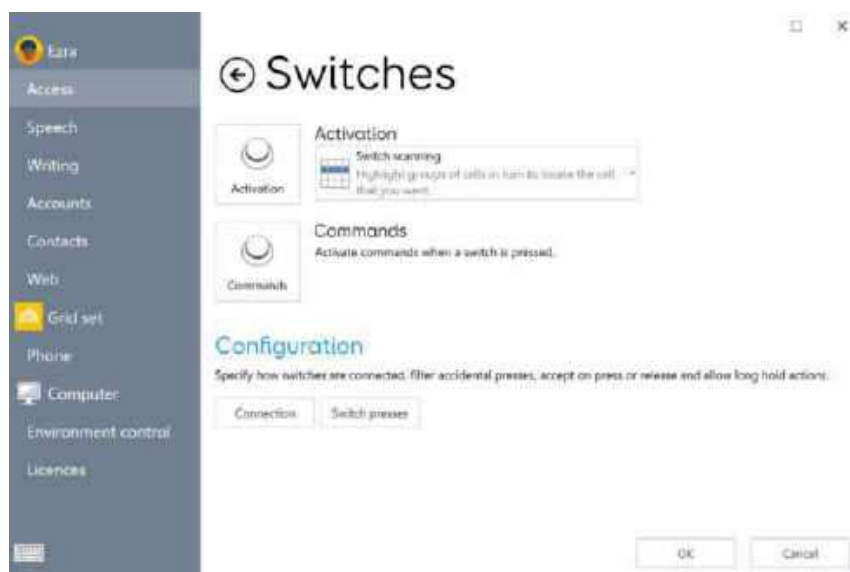 Ezra
Access
Speech
Writing
Accounts
Contacts
Web
Grid set
Phone
Computer
Environment control
Licences
Switches
Activation
Activation
Switch scanning
Highlight groups of cells in turn to locate the cell
that you want.
Commands
Commands
Activate commands when a switch is pressed.
Configuration
Specify how switches are connected, filter accidental presses, accept on press or release and allow long hold actions.
Connection
Switch presses
OK
Cancel